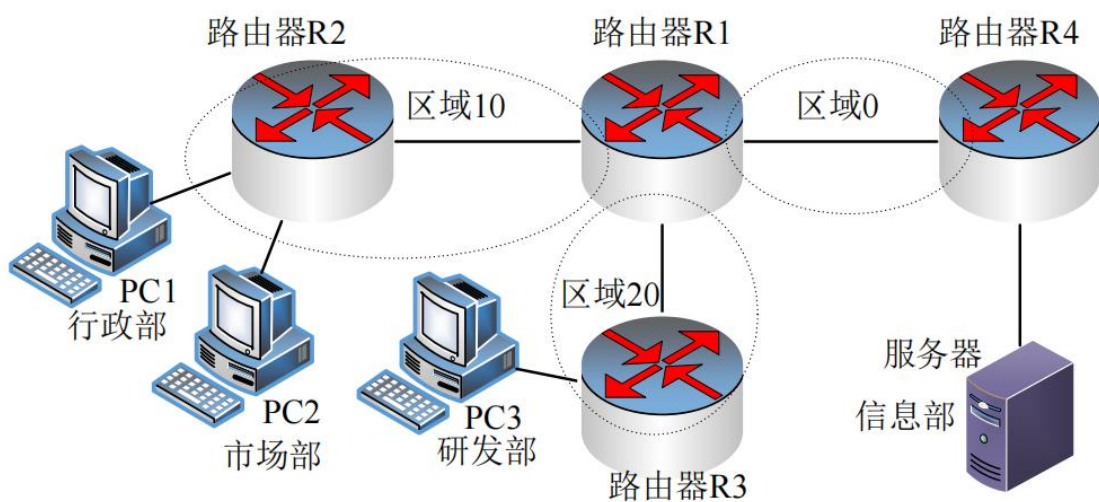 路由器R2
路由器R1
路由器R4
区域10
区域0
PC1
行政部
PC2
市场部
区域20
PC3
研发部
路由器R3
服务器
信息部